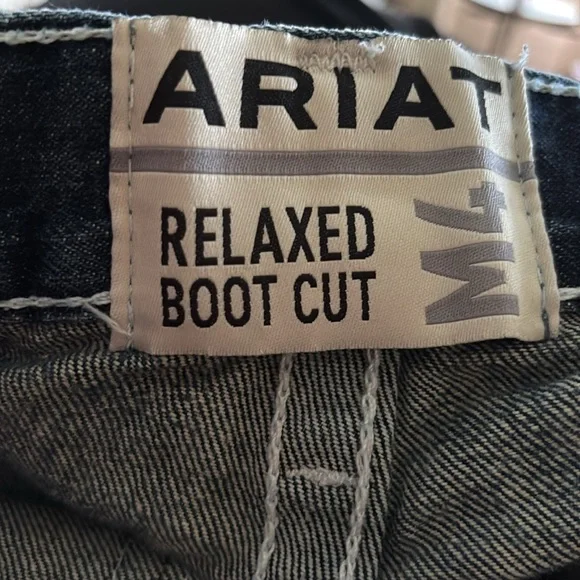 ARIAT
RELAXED
BOOT CUT
M4